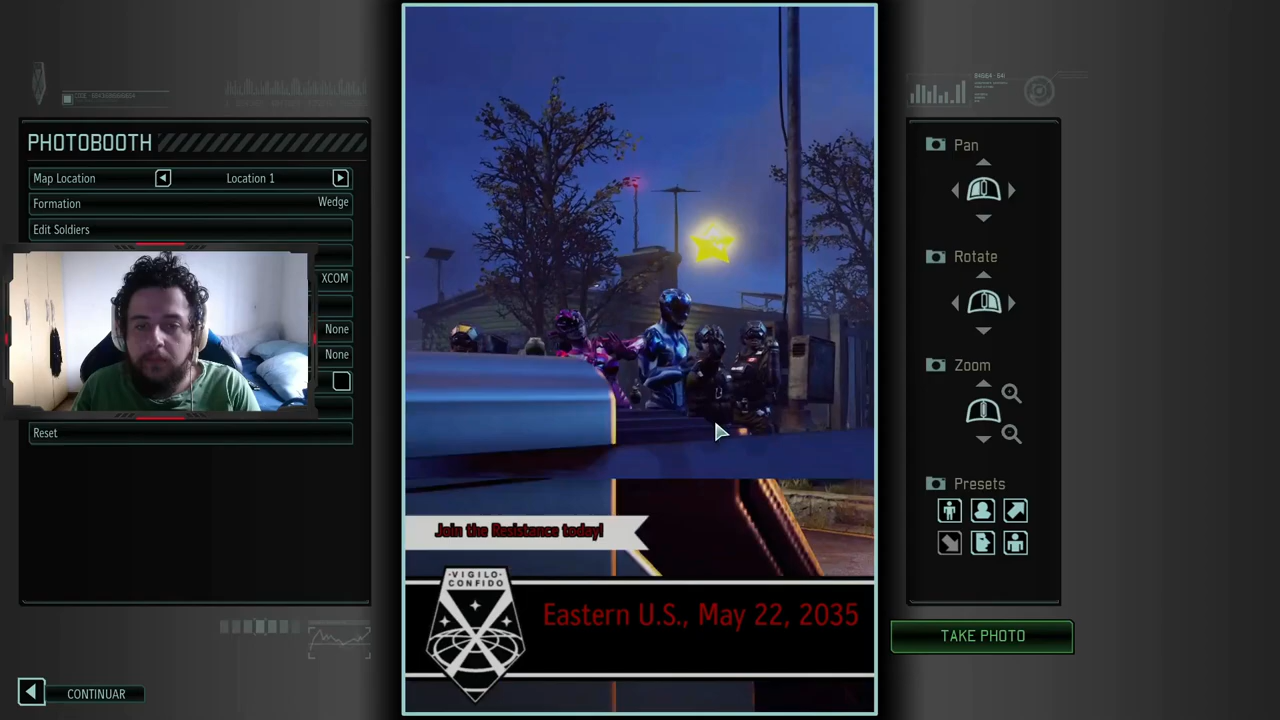 PHOTOBOOTH
Map Location
Location 1
Formation
Wedge
Edit Soldiers
XCOM
None
None
Reset
CONTINUAR
Join the Resistance today!
VIGILO
CONFIDO
Eastern U.S., May 22, 2035
Pan
Rotate
Zoom
Presets
TAKE PHOTO